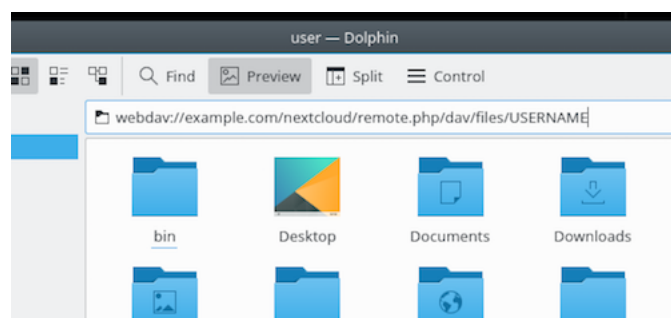 user — Dolphin
Find Preview Split Control
webdav://example.com/nextcloud/remote.php/dav/files/USERNAME
bin Desktop Documents Downloads